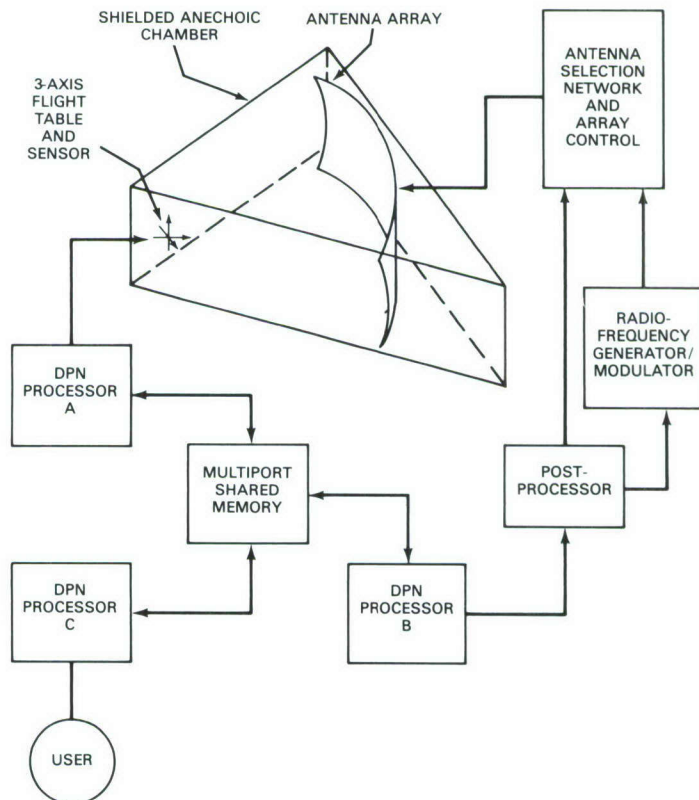 SHIELDED ANECHOIC
CHAMBER
ANTENNA ARRAY
3-AXIS
FLIGHT
TABLE
AND
SENSOR
ANTENNA
SELECTION
NETWORK
AND
ARRAY
CONTROL
RADIO-
FREQUENCY
GENERATOR/
MODULATOR
DPN
PROCESSOR
A
MULTIPORT
SHARED
MEMORY
POST-
PROCESSOR
DPN
PROCESSOR
C
DPN
PROCESSOR
B
USER